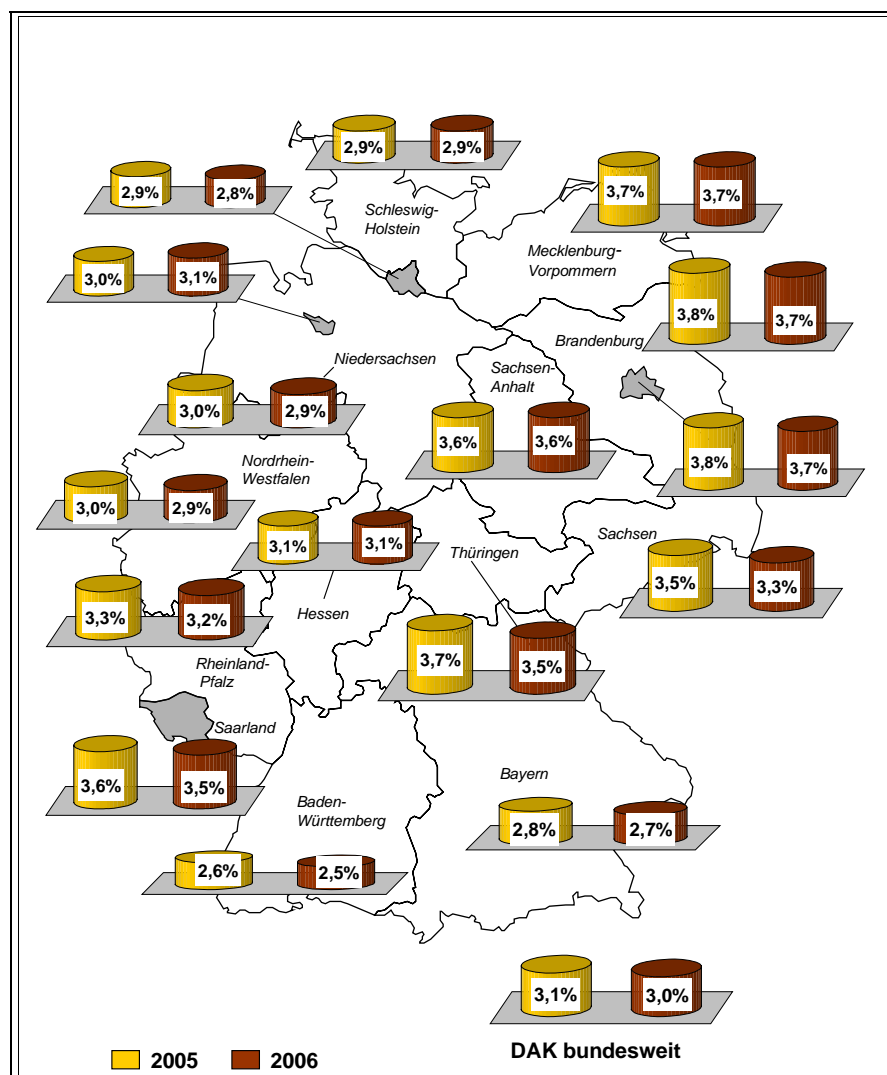 2,9% 2,9%
2,9% 2,8%
3,7% 3,7%
Schleswig-
Holstein
Mecklenburg-
Vorpommern
3,0% 3,1%
3,8% 3,7%
Brandenburg
Niedersachsen
Sachsen-
Anhalt
3,0% 2,9%
3,6% 3,6%
3,8% 3,7%
Nordrhein-
Westfalen
3,0% 2,9%
3,1% 3,1%
Thüringen
Sachsen
3,5% 3,3%
Hessen
3,3% 3,2%
3,7% 3,5%
Rheinland-
Pfalz
Saarland
3,6% 3,5%
Bayern
Baden-
Württemberg
2,8% 2,7%
2,6% 2,5%
3,1% 3,0%
DAK bundesweit
2005 2006